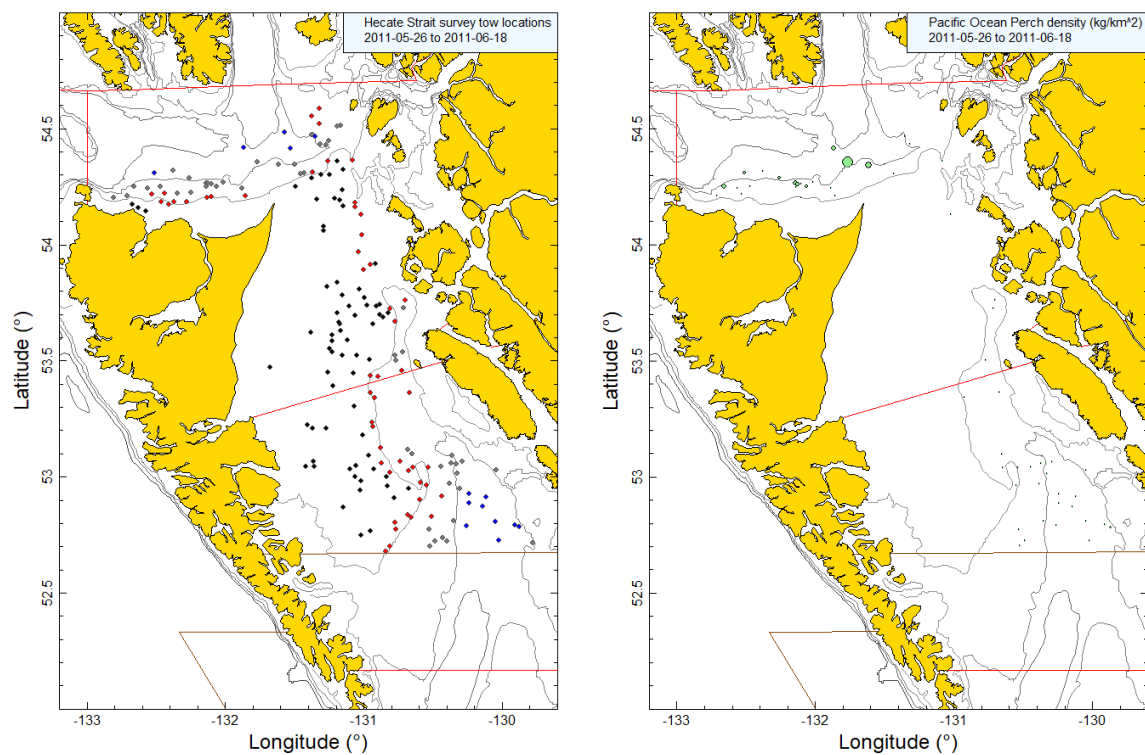 Hecate Strait survey tow locations
2011-05-26 to 2011-06-18
Latitude (°)
54.5
54
53.5
53
52.5
-133
-132
-131
-130
Longitude (°)
Pacific Ocean Perch density (kg/km^2)
2011-05-26 to 2011-06-18
Latitude (°)
54.5
54
53.5
53
52.5
-133
-132
-131
-130
Longitude (°)